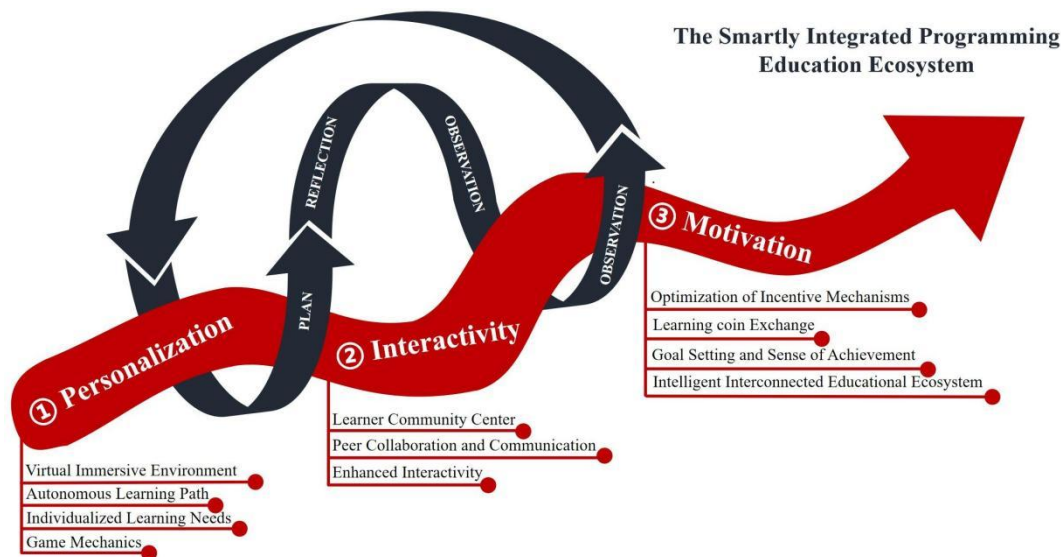 The Smartly Integrated Programming
Education Ecosystem
REFLECTION
OBSERVATION
PLAN
OBSERVATION
① Personalization
② Interactivity
③ Motivation
Virtual Immersive Environment
Autonomous Learning Path
Individualized Learning Needs
Game Mechanics
Learner Community Center
Peer Collaboration and Communication
Enhanced Interactivity
Optimization of Incentive Mechanisms
Learning coin Exchange
Goal Setting and Sense of Achievement
Intelligent Interconnected Educational Ecosystem